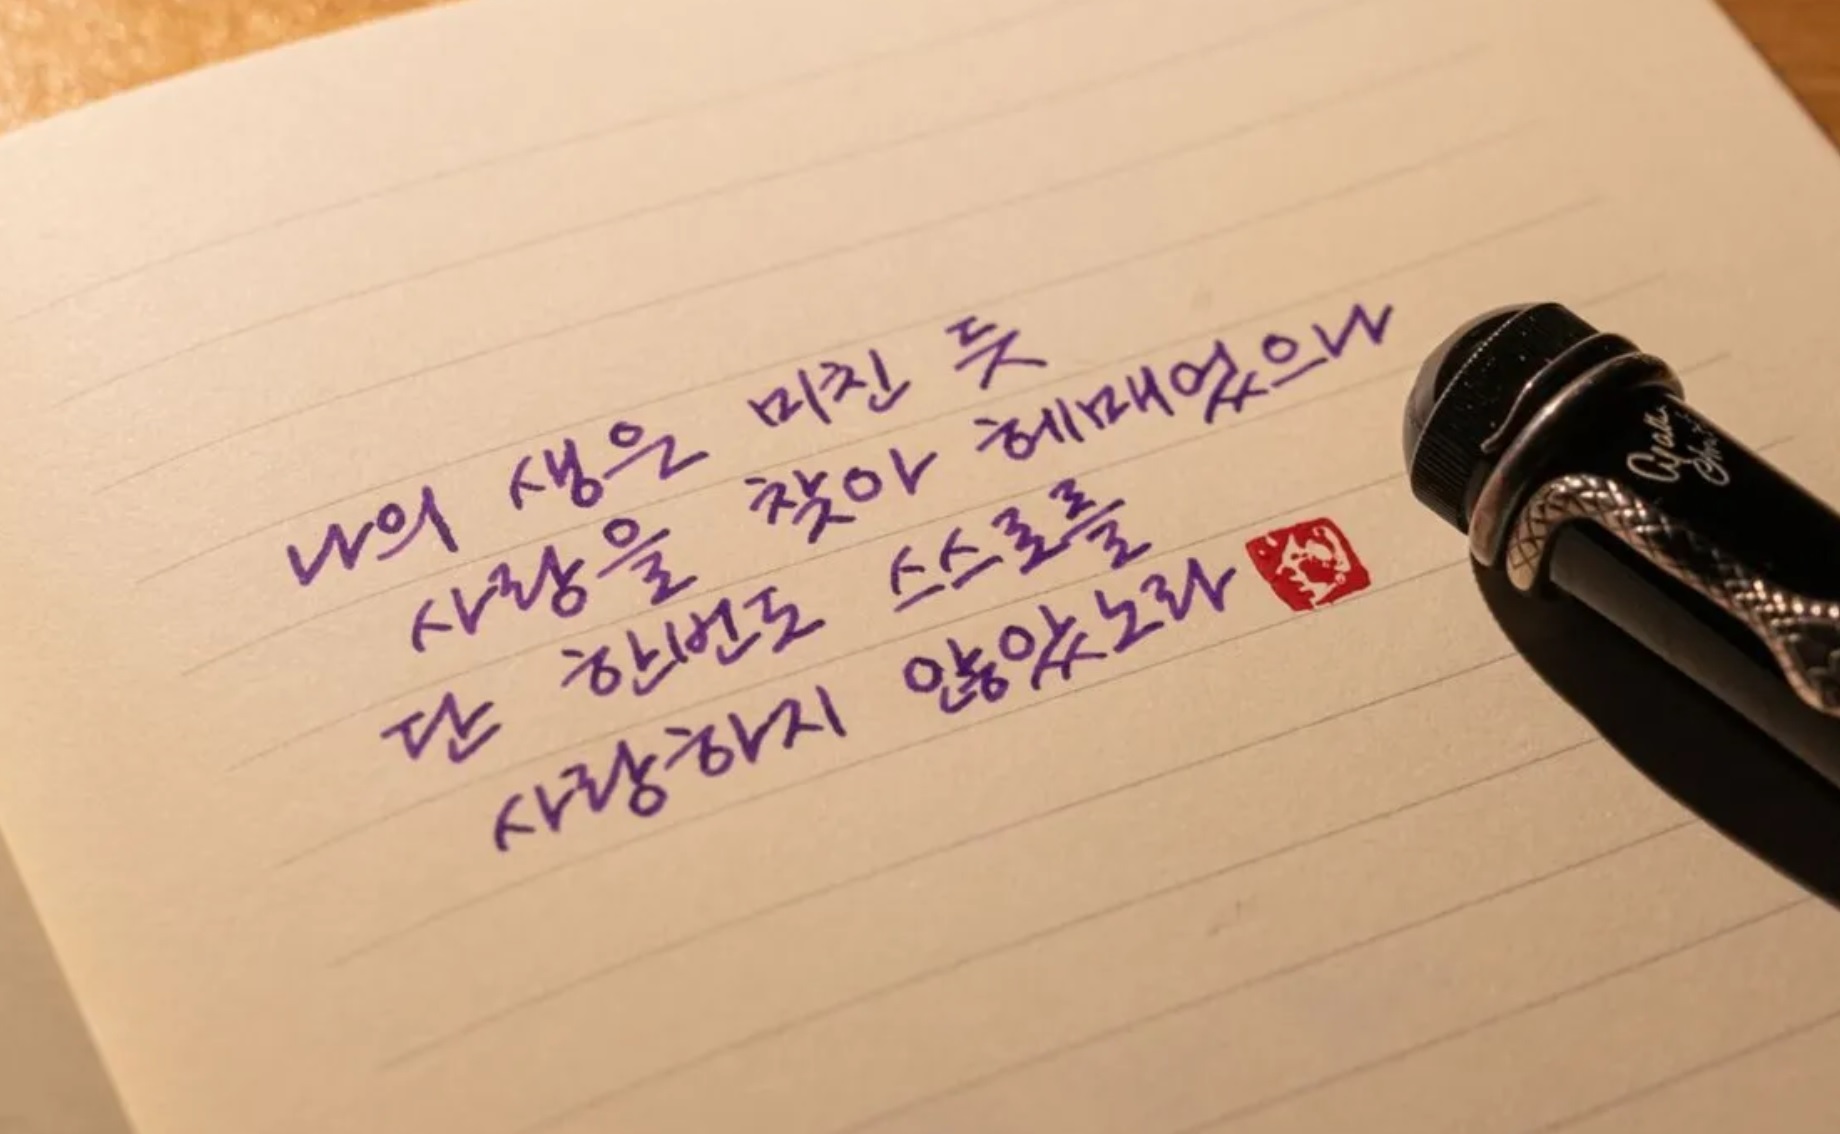 나의 생은 미친 듯
사랑을 찾아 헤매었으나
단 한번도 스스로를
사랑하지 않았노라